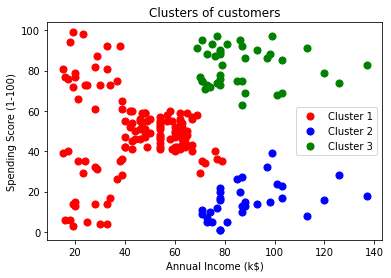 Clusters of customers
Spending Score (1-100)
100
80
60
40
20
0
Cluster 1
Cluster 2
Cluster 3
20 40 60 80 100 120 140
Annual Income (k$)